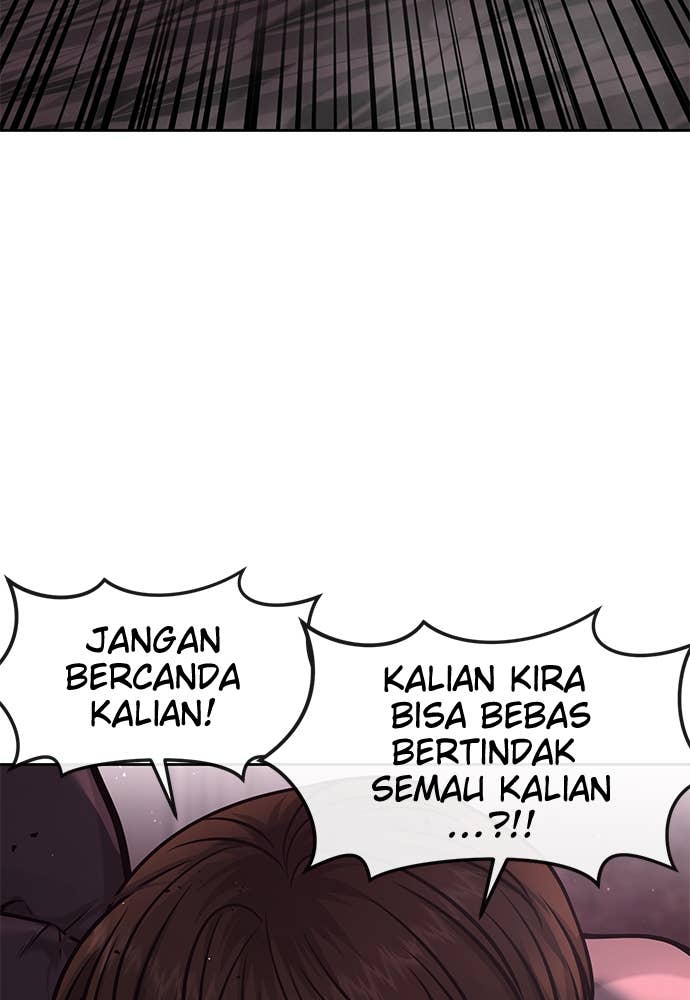 JANGAN
BERCANDA
KALIAN!
KALIAN KIRA
BISA BEBAS
BERTINDAK
SEMAU KALIAN
...?!!